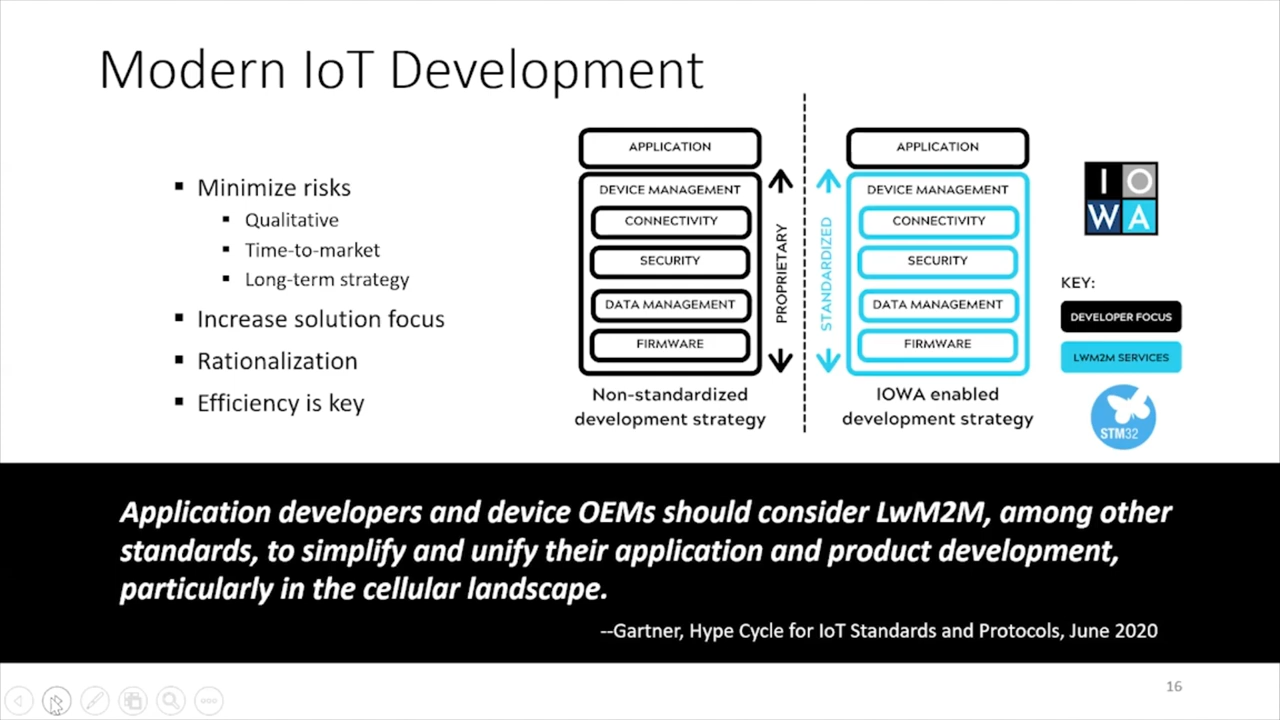 Modern IoT Development
Minimize risks
Qualitative
Time-to-market
Long-term strategy
Increase solution focus
Rationalization
Efficiency is key
APPLICATION
DEVICE MANAGEMENT
CONNECTIVITY
SECURITY
DATA MANAGEMENT
FIRMWARE
PROPRIETARY
Non-standardized
development strategy
STANDARDIZED
APPLICATION
DEVICE MANAGEMENT
CONNECTIVITY
SECURITY
DATA MANAGEMENT
FIRMWARE
IOWA enabled
development strategy
IO
WA
KEY:
DEVELOPER FOCUS
LWM2M SERVICES
STM32
Application developers and device OEMs should consider LwM2M, among other
standards, to simplify and unify their application and product development,
particularly in the cellular landscape.
--Gartner, Hype Cycle for IoT Standards and Protocols, June 2020
16